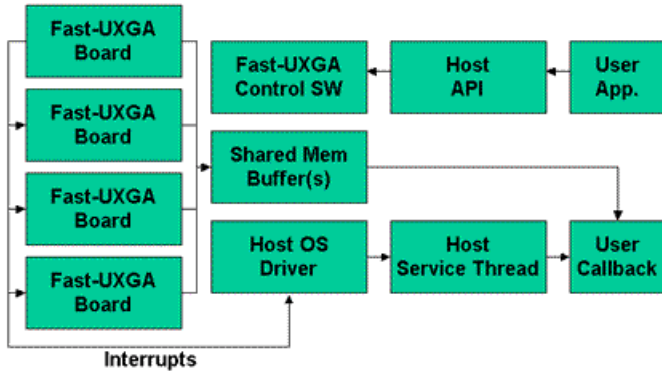 Fast-UXGA
Board
Fast-UXGA
Board
Fast-UXGA
Board
Fast-UXGA
Board
Fast-UXGA
Control SW
Host
API
User
App.
Shared Mem
Buffer(s)
Host OS
Driver
Host
Service Thread
User
Callback
Interrupts